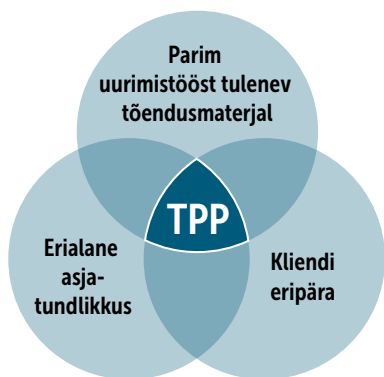 Parim
uurimistööst tulenev
tõendusmaterjal
TPP
Erialane
asja-
tundlikkus
Kliendi
eripära